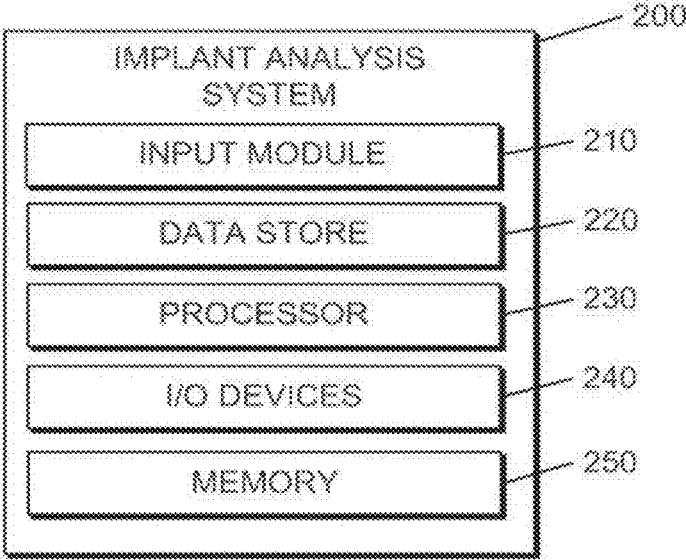 200
IMPLANT ANALYSIS
SYSTEM
INPUT MODULE
210
DATA STORE
220
PROCESSOR
230
I/O DEVICES
240
MEMORY
250